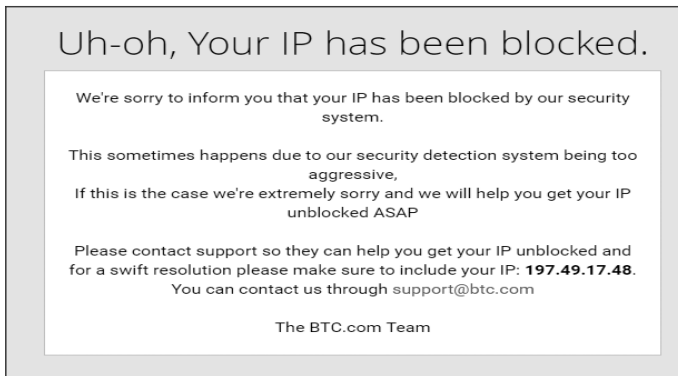 Uh-oh, Your IP has been blocked.
We're sorry to inform you that your IP has been blocked by our security
system.
This sometimes happens due to our security detection system being too
aggressive,
If this is the case we're extremely sorry and we will help you get your IP
unblocked ASAP
Please contact support so they can help you get your IP unblocked and
for a swift resolution please make sure to include your IP: 197.49.17.48.
You can contact us through support@btc.com
The BTC.com Team